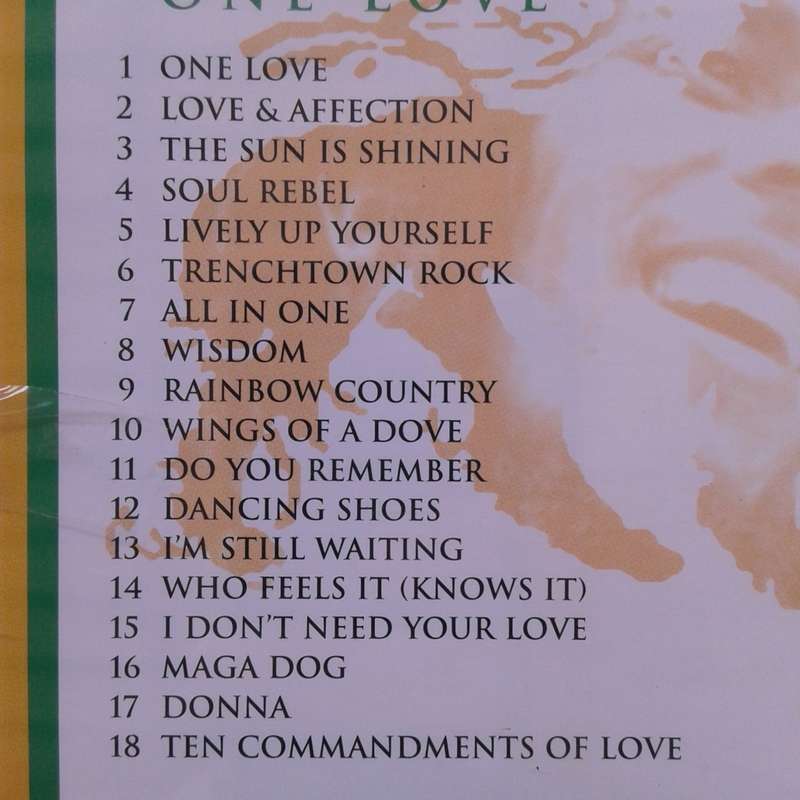 ONE LOVE
1 ONE LOVE
2 LOVE & AFFECTION
3 THE SUN IS SHINING
4 SOUL REBEL
5 LIVELY UP YOURSELF
6 TRENCHTOWN ROCK
7 ALL IN ONE
8 WISDOM
9 RAINBOW COUNTRY
10 WINGS OF A DOVE
11 DO YOU REMEMBER
12 DANCING SHOES
13 I'M STILL WAITING
14 WHO FEELS IT (KNOWS IT)
15 I DON'T NEED YOUR LOVE
16 MAGA DOG
17 DONNA
18 TEN COMMANDMENTS OF LOVE